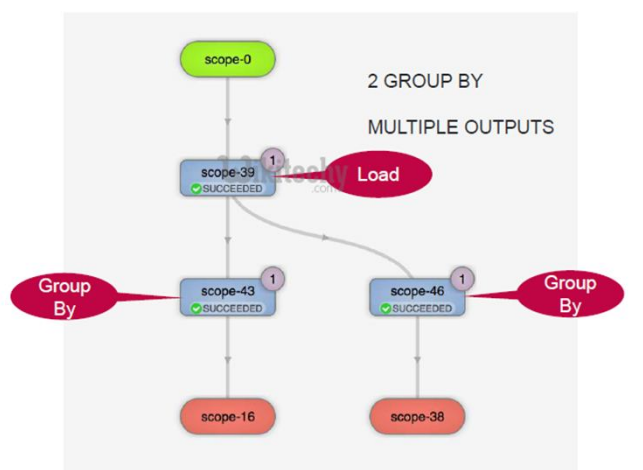 scope-0
2 GROUP BY
MULTIPLE OUTPUTS
1
scope-39
SUCCEEDED
Load
.com
Group
By
1
scope-43
SUCCEEDED
1
scope-46
SUCCEEDED
Group
By
scope-16
scope-38